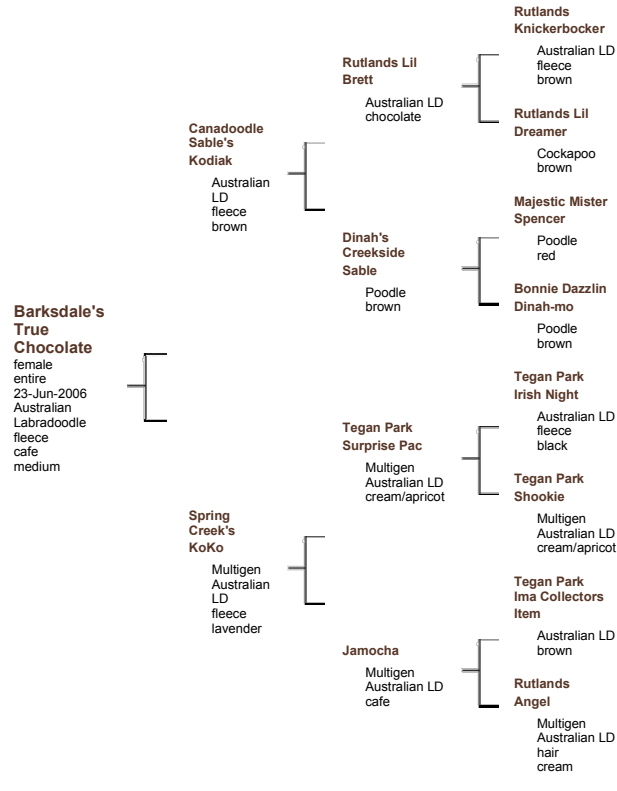 Rutlands
Knickerbocker
Australian LD
fleece
brown
Rutlands Lil
Brett
Australian LD
chocolate
Rutlands Lil
Dreamer
Cockapoo
brown
Canadoodle
Sable's
Kodiak
Australian
LD
fleece
brown
Majestic Mister
Spencer
Poodle
red
Dinah's
Creekside
Sable
Poodle
brown
Bonnie Dazzlin
Dinah-mo
Poodle
brown
Barksdale's
True
Chocolate
female
entire
23-Jun-2006
Australian
Labradoodle
fleece
cafe
medium
Tegan Park
Irish Night
Australian LD
fleece
black
Tegan Park
Surprise Pac
Multigen
Australian LD
cream/apricot
Tegan Park
Shookie
Multigen
Australian LD
cream/apricot
Spring
Creek's
KoKo
Multigen
Australian
LD
fleece
lavender
Tegan Park
Ima Collectors
Item
Australian LD
brown
Jamocha
Multigen
Australian LD
cafe
Rutlands
Angel
Multigen
Australian LD
hair
cream